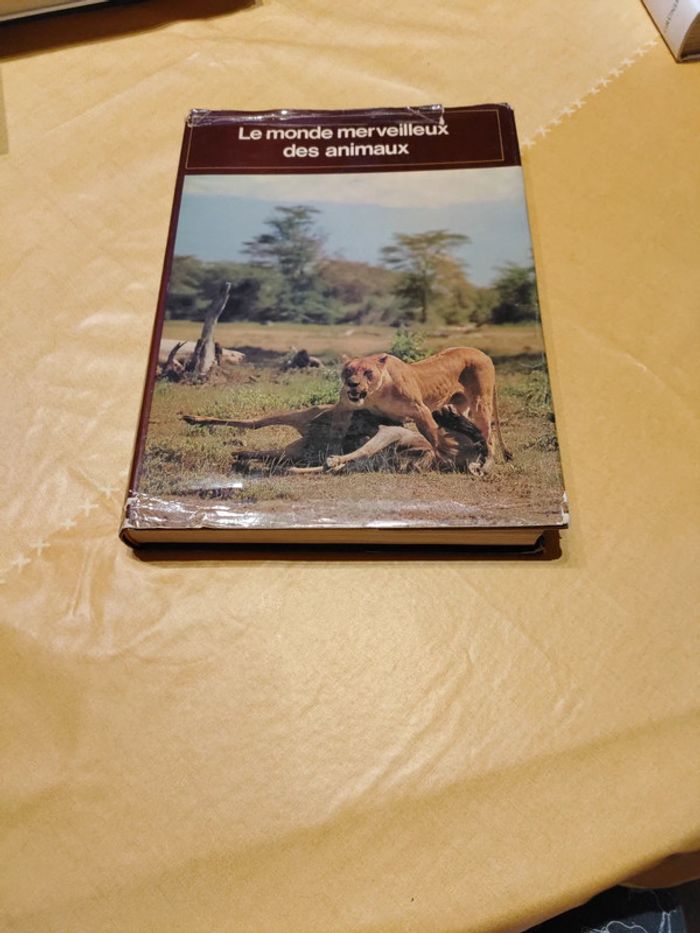 Le monde merveilleux
des animaux